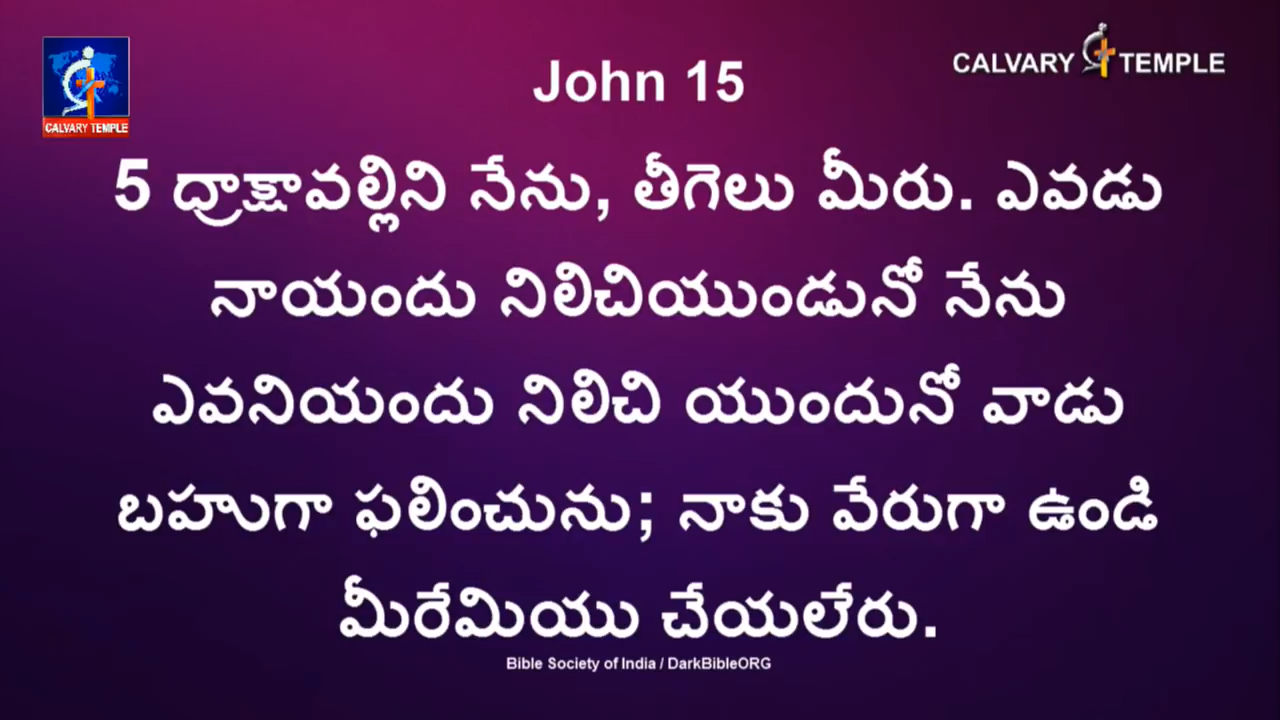 John 15
CALVARY TEMPLE
CALVARY TEMPLE
5 ధ్రాక్షావల్లిని నేను, తీగెలు మీరు. ఎవడు
నాయందు నిలిచియుండునో నేను
ఎవనియందు నిలిచి యుందునో వాడు
బహుగా ఫలించును; నాకు వేరుగా ఉండి
మీరేమియు చేయలేరు.
Bible Society of India / DarkBibleORG